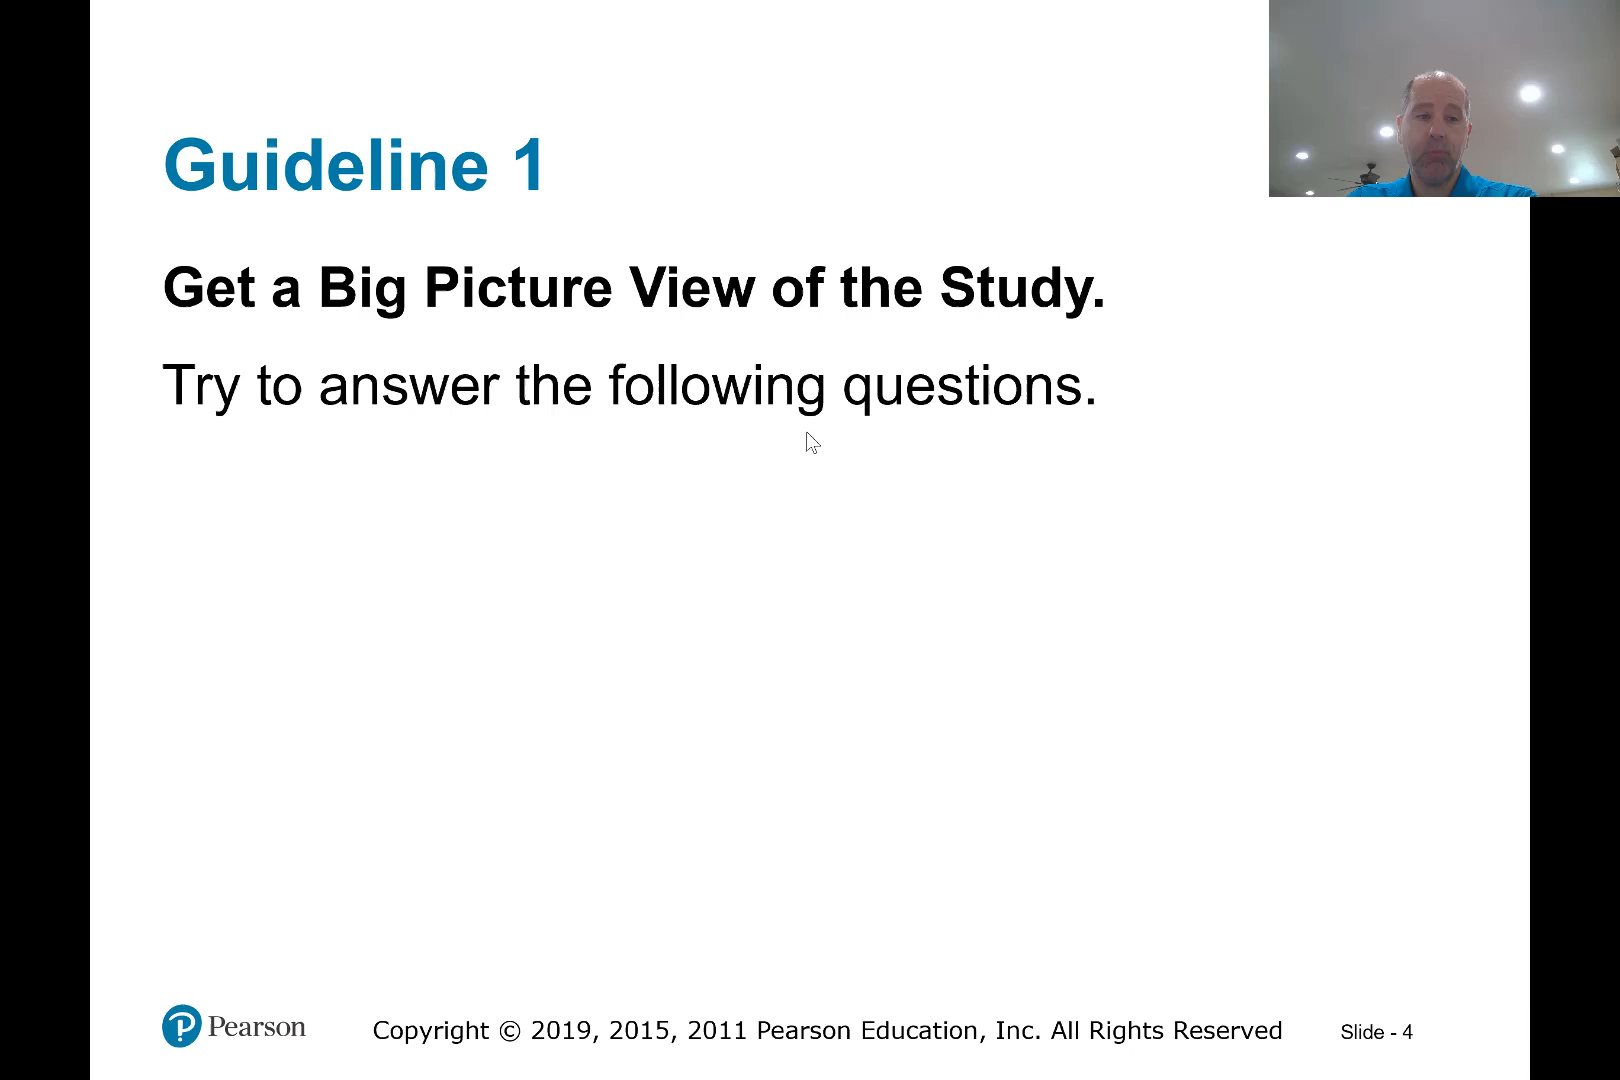 Guideline 1
Get a Big Picture View of the Study.
Try to answer the following questions.
Pearson
Copyright © 2019, 2015, 2011 Pearson Education, Inc. All Rights Reserved
Slide - 4